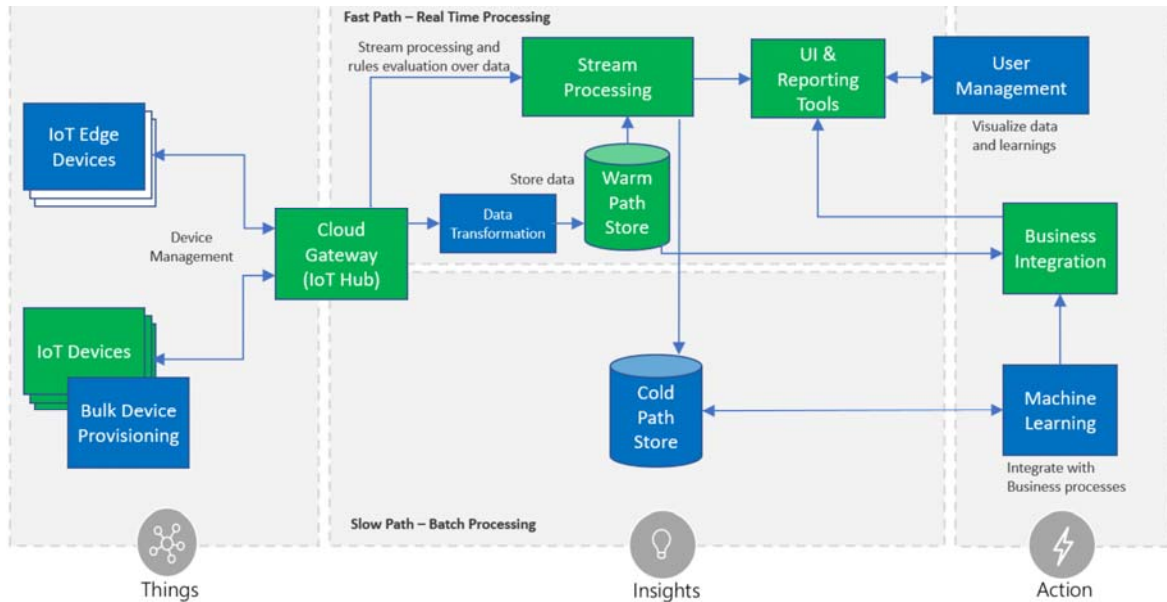 Fast Path – Real Time Processing
Stream processing and
rules evaluation over data
Stream
Processing
UI &
Reporting
Tools
User
Management
Visualize data
and learnings
IoT Edge
Devices
Store data
Warm
Path
Store
Data
Transformation
Device
Management
Cloud
Gateway
(IoT Hub)
Business
Integration
IoT Devices
Bulk Device
Provisioning
Cold
Path
Store
Machine
Learning
Integrate with
Business processes
Slow Path – Batch Processing
Things
Insights
Action